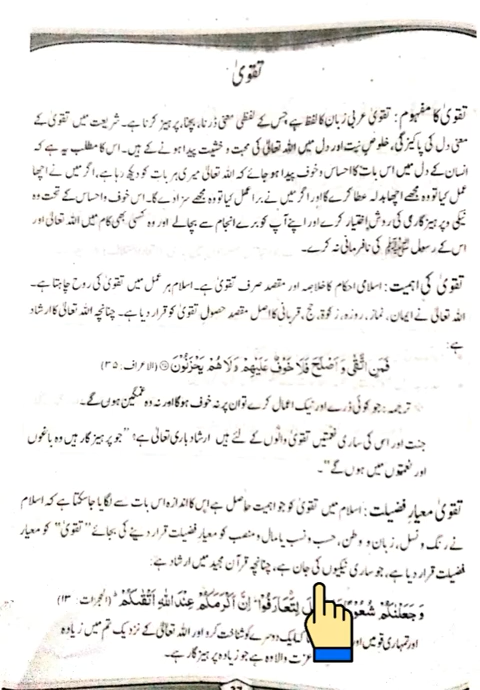 تقویٰ
تقویٰ کا مفہوم: تقویٰ عربی زبان کا لفظ ہے جس کے لفظی معنی ڈرنا، بچنا، پرہیز کرنا ہے۔ شریعت میں تقویٰ کے
معنی دل کی پاکیزگی، خلوصِ نیت اور دل میں اللہ تعالیٰ کی محبت و خشیت پیدا ہونے کے ہیں۔ اس کا مطلب یہ ہے کہ
انسان کے دل میں اس بات کا احساس و خوف پیدا ہو جائے کہ اللہ تعالیٰ میری ہر بات کو دیکھ رہا ہے، اگر میں نے اچھا
عمل کیا تو وہ مجھے اچھا بدلہ عطا کرے گا اور اگر میں نے برا عمل کیا تو وہ مجھے سزا دے گا۔ اس خوف و احساس کے تحت وہ
نیکی و پرہیز گارمی کی روش اختیار کرے اور اپنے آپ کو برے انجام سے بچالے اور وہ کسی بھی کام میں اللہ تعالیٰ اور
اس کے رسول ﷺ کی نافرمانی نہ کرے۔
تقویٰ کی اہمیت: اسلامی احکام کا خلاصہ اور مقصد صرف تقویٰ ہے۔ اسلام ہر عمل میں تقویٰ کی روح چاہتا ہے۔
اللہ تعالیٰ نے ایمان، نماز، روزہ، زکوٰۃ، حج، قربانی کا اصل مقصد حصولِ تقویٰ کو قرار دیا ہے۔ چنانچہ اللہ تعالیٰ کا ارشاد
ہے:
فَمَنِ اتَّقٰى وَ اَصْلَحَ فَلَا خَوْفٌ عَلَيْهِمْ وَلَا هُمْ يَحْزَنُوْنَ (الاعراف: ۳۵)
ترجمہ: جو کوئی ڈرے اور نیک اعمال کرے تو ان پر نہ خوف ہوگا اور نہ وہ غمگین ہوں گے۔
جنت اور اس کی ساری نعمتیں تقویٰ والوں کے لئے ہیں ارشاد باری تعالیٰ ہے: "جو پرہیز گار ہیں وہ باغوں
اور نعمتوں میں ہوں گے"۔
تقویٰ معیارِ فضیلت: اسلام میں تقویٰ کو جو اہمیت حاصل ہے اس کا اندازہ اس بات سے لگایا جا سکتا ہے کہ اسلام
نے رنگ و نسل، زبان و وطن، حسب و نسب یا مال و منصب کو معیار فضیلت قرار دینے کی بجائے "تقویٰ" کو معیار
فضیلت قرار دیا ہے، جو ساری نیکیوں کی جان ہے، چنانچہ قرآن مجید میں ارشاد ہے:
وَ جَعَلْنٰكُمْ شُعُوْبًا لِتَعَارَفُوْا اِنَّ اَكْرَمَكُمْ عِنْدَ اللّٰهِ اَتْقٰىكُمْ (الحجرات: ۱۳)
اور تمہاری قومیں اور ایک دوسرے کو شناخت کرو اور اللہ تعالیٰ کے نزدیک تم میں زیادہ
عزت والا وہ ہے جو زیادہ پرہیز گار ہے۔